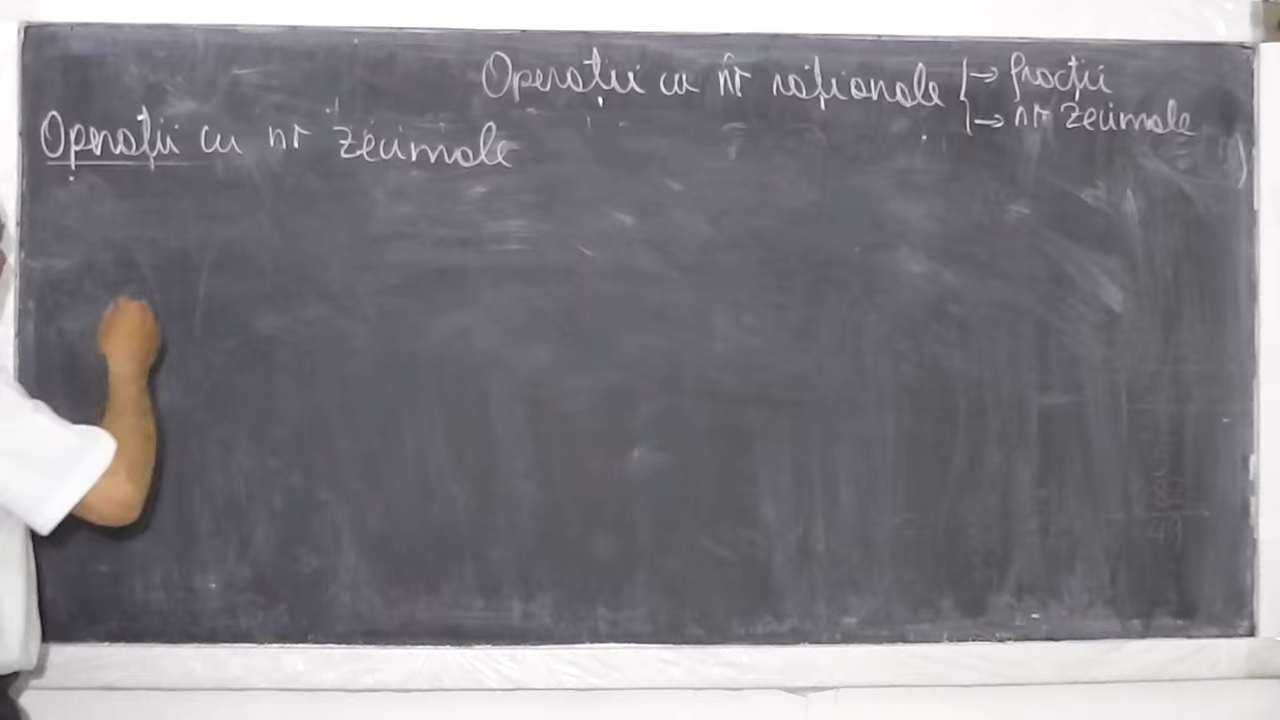 Operații cu nr raționale → fracții
→ nr zecimale
Operații cu nr zecimale